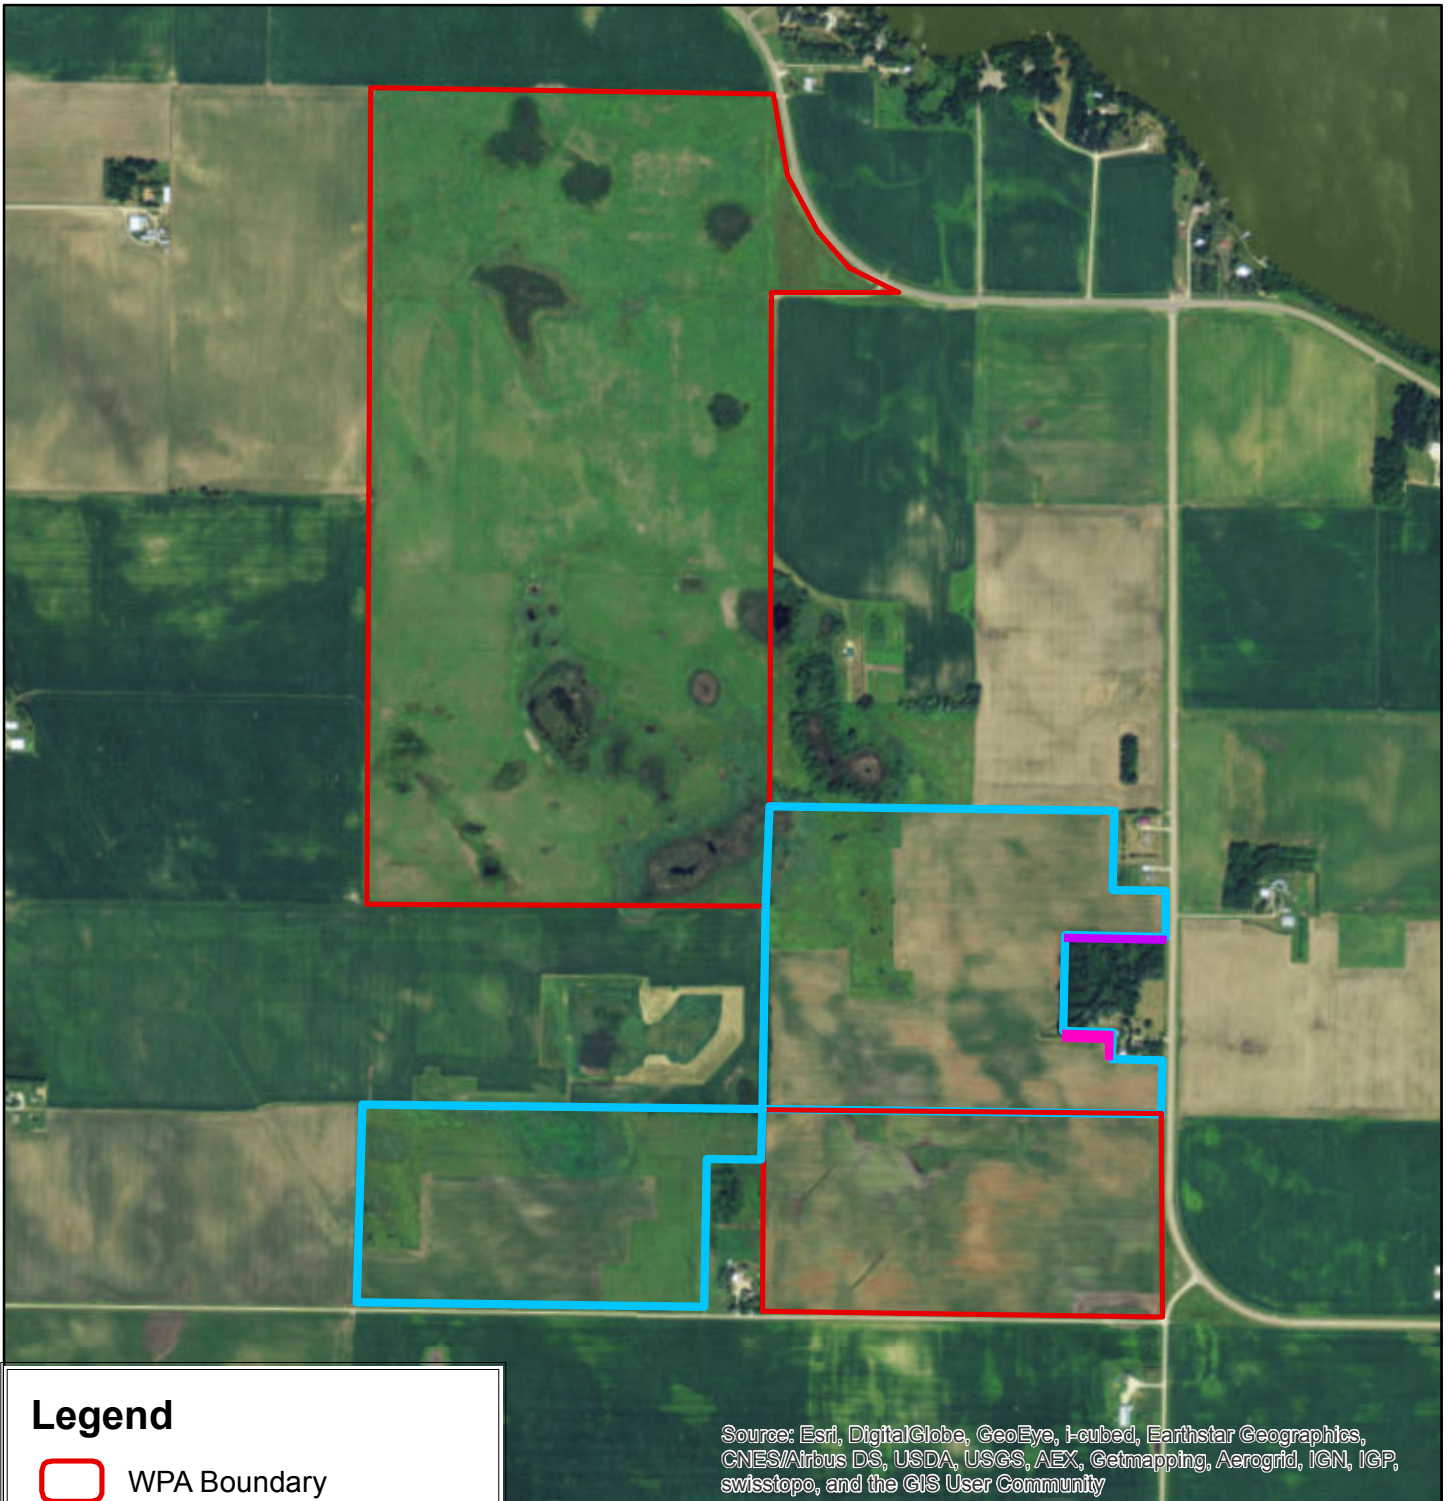 Legend
WPA Boundary
Source: Esri, DigitalGlobe, GeoEye, i-cubed, Earthstar Geographics,
CNES/Airbus DS, USDA, USGS, AEX, Getmapping, Aerogrid, IGN, IGP,
swisstopo, and the GIS User Community